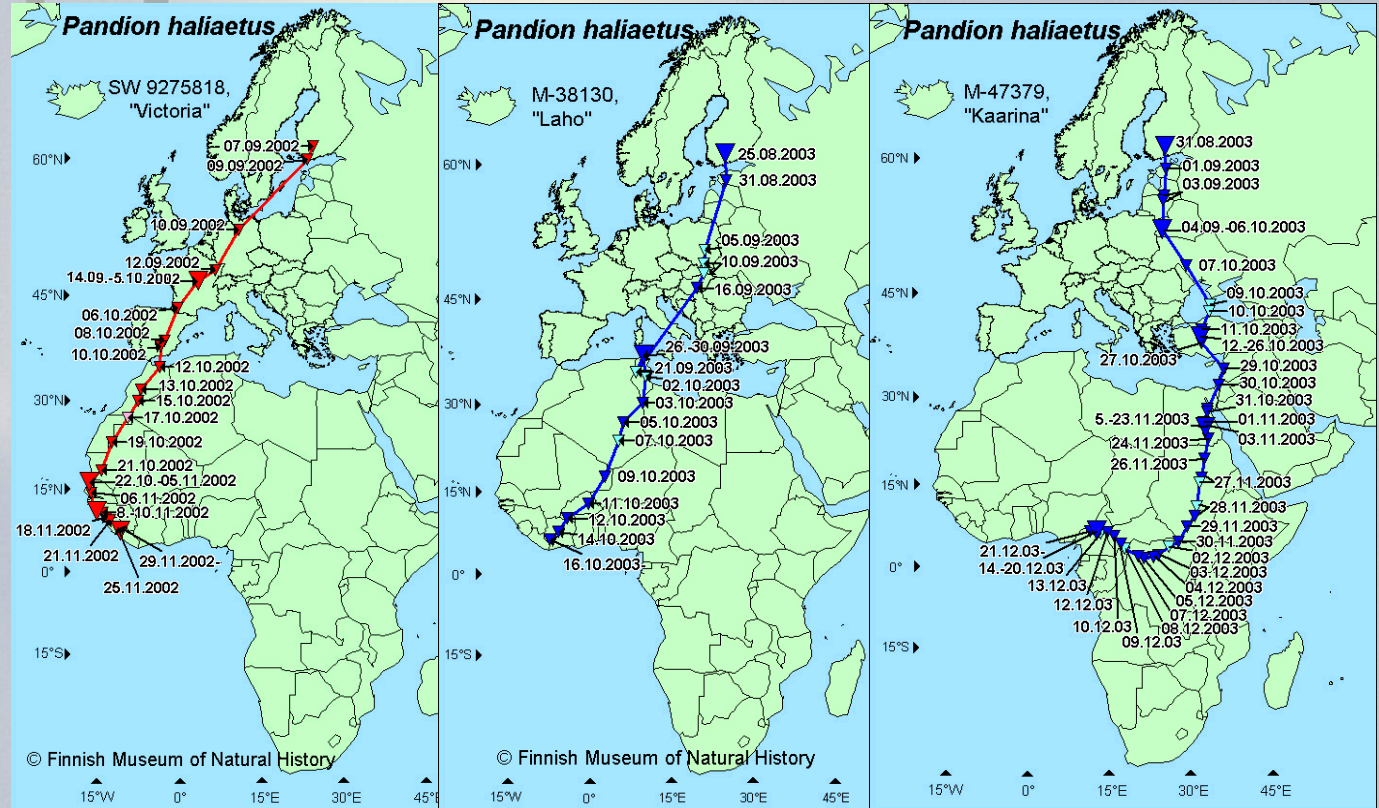 Pandion haliaetus
SW 9275818,
"Victoria"
07.09.2002
60°N
09.09.2002
10.09.2002
12.09.2002
14.09.-5.10.2002
45°N
06.10.2002
08.10.2002
10.10.2002
12.10.2002
13.10.2002
30°N
15.10.2002
17.10.2002
19.10.2002
21.10.2002
22.10.-05.11.2002
15°N
06.11.2002
8.-10.11.2002
18.11.2002
21.11.2002
29.11.2002-
0°
25.11.2002
15°S
© Finnish Museum of Natural History
15°W 0° 15°E 30°E 45°E
Pandion haliaetus
M-38130,
"Laho"
25.08.2003
60°N
31.08.2003
05.09.2003
10.09.2003
16.09.2003
45°N
26.-30.09.2003
21.09.2003
02.10.2003
30°N
03.10.2003
05.10.2003
07.10.2003
09.10.2003
15°N
11.10.2003
12.10.2003
14.10.2003
16.10.2003-
0°
15°S
© Finnish Museum of Natural History
15°W 0° 15°E 30°E 45°E
Pandion haliaetus
M-47379,
"Kaarina"
31.08.2003
60°N
01.09.2003
03.09.2003
04.09.-06.10.2003
07.10.2003
45°N
09.10.2003
10.10.2003
11.10.2003
12.-26.10.2003
27.10.2003
29.10.2003
30.10.2003
30°N
31.10.2003
5.-23.11.2003
01.11.2003
03.11.2003
24.11.2003
26.11.2003
27.11.2003
15°N
28.11.2003
29.11.2003
30.11.2003
21.12.03-
02.12.2003
14.-20.12.03
0°
03.12.2003
13.12.03
04.12.2003
12.12.03
05.12.2003
07.12.2003
10.12.03
08.12.2003
09.12.03
15°S
15°W 0° 15°E 30°E 45°E